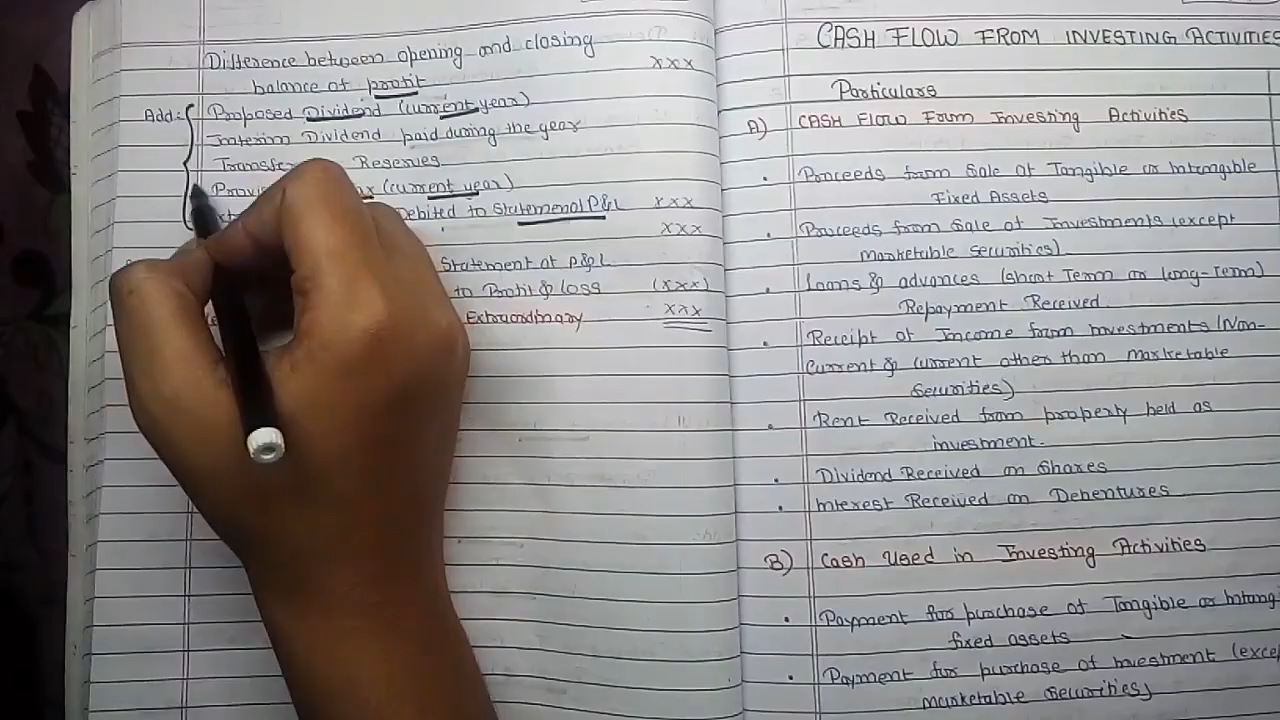 Difference between opening and closing
balance of profit
xxx
Add:- Proposed Dividend (current year)
Interim Dividend paid during the year
Reserves
(current year)
Debited to Statement of P&L xxx
xxx
Statement of P&L
to Profit & Loss (xxx)
Extraordinary xxx
CASH FLOW FROM INVESTING ACTIVITIES
Particulars
A) CASH FLOW From Investing Activities
• Proceeds from Sale of Tangible or Intangible
Fixed Assets
• Proceeds from Sale of Investments, except
marketable securities)
• Loans & advances (Short Term or long-Term)
Repayment Received.
• Receipt of Income from Investments (Non-
Current & Current other than Marketable
Securities)
• Rent Received from property held as
investment.
• Dividend Received on Shares
• Interest Received on Debentures
B) Cash Used in Investing Activities
• Payment for purchase of Tangible or Intang
fixed assets
• Payment for purchase of Investment (exce
marketable securities)